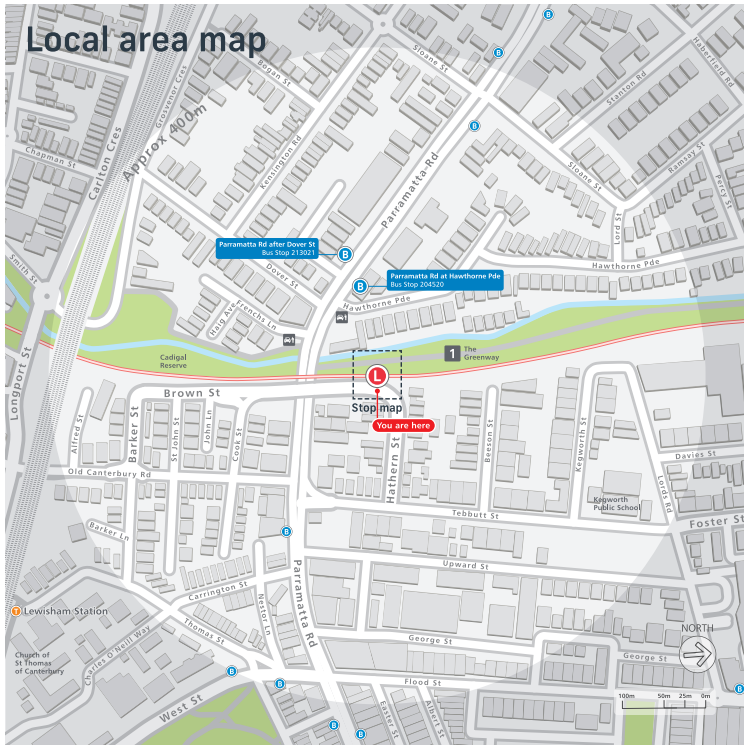 Local area map
Approx 400m
Bogan St
Sloane St
Haberfield Rd
Stanton Rd
Grosvenor Cres
Carlton Cres
Chapman St
Kensington Rd
Parramatta Rd
Sloane St
Ramsay St
Percy St
Lord St
B
B
B
Parramatta Rd after Dover St
Bus Stop 213021
B
Parramatta Rd at Hawthorne Pde
Bus Stop 204520
B
Hawthorne Pde
Hawthorne Pde
Smith St
Dover St
Frenchs Ln
Haig Ave
Cadigal
Reserve
1
The
Greenway
L
Stop map
You are here
Longport St
Brown St
Alfred St
Barker St
St John St
John Ln
Cook St
Hathern St
Beeson St
Kegworth St
Davies St
Old Canterbury Rd
Lords Rd
Kegworth
Public School
Tebbutt St
Foster St
Barker Ln
B
Upward St
Parramatta Rd
Carrington St
Nestor Ln
T
Lewisham Station
Thomas St
George St
George St
NORTH
Charles O'Neill Way
Church of
St Thomas
of Canterbury
B
B
B
B
B
Flood St
West St
Easter St
Albert St
100m
50m
25m
0m